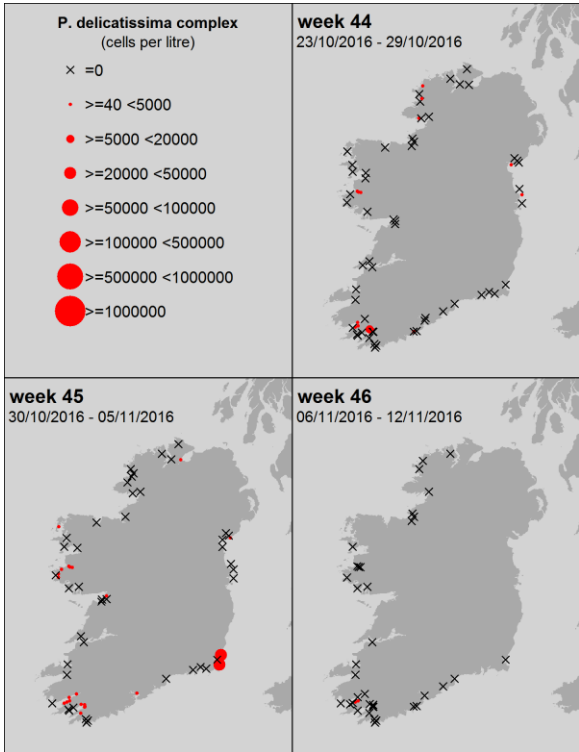 P. delicatissima complex
(cells per litre)
=0
>=40 <5000
>=5000 <20000
>=20000 <50000
>=50000 <100000
>=100000 <500000
>=500000 <1000000
>=1000000
week 44
23/10/2016 - 29/10/2016
week 45
30/10/2016 - 05/11/2016
week 46
06/11/2016 - 12/11/2016